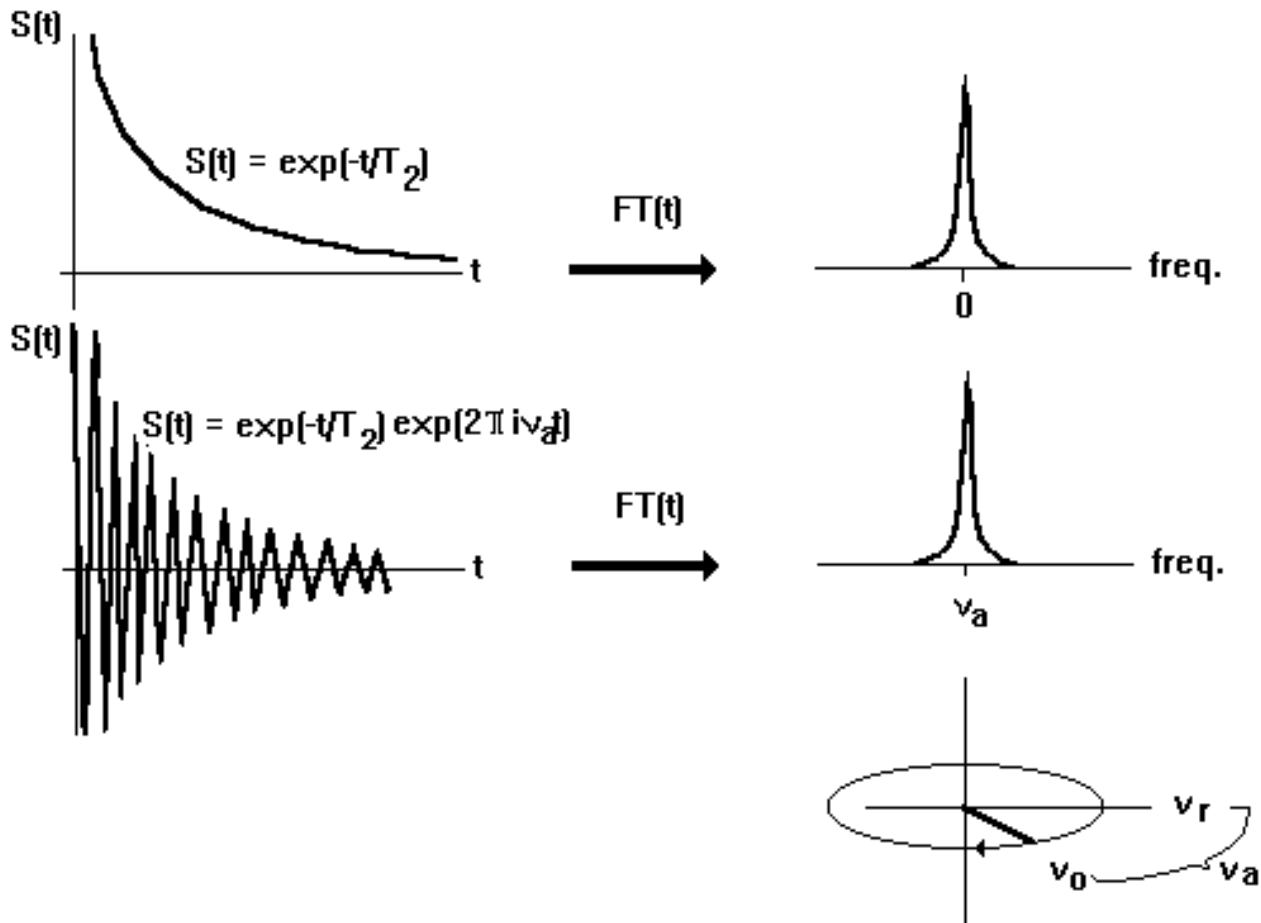 S(t)
S(t) = exp(-t/T2)
t
FT(t)
freq.
0
S(t)
S(t) = exp(-t/T2) exp(2π iνat)
t
FT(t)
freq.
νa
νr
νo
νa